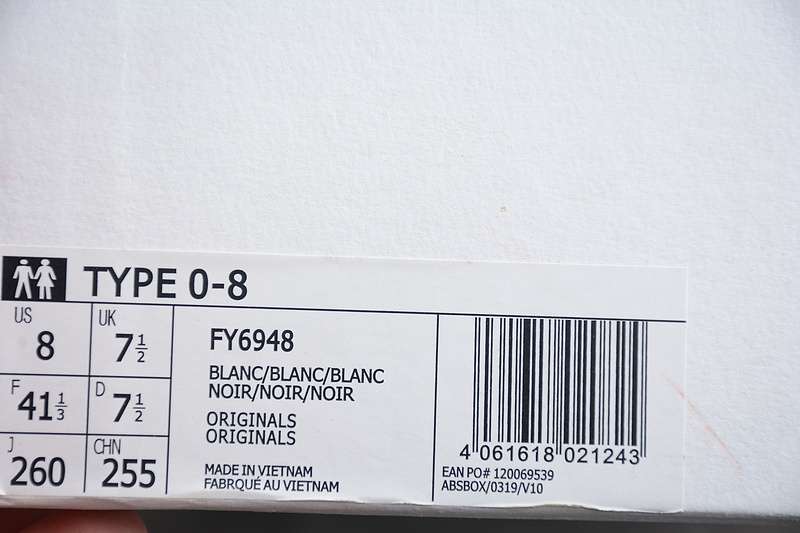 TYPE 0-8
US 8
UK 7 1/2
F 41 1/3
D 7 1/2
J 260
CHN 255
FY6948
BLANC/BLANC/BLANC
NOIR/NOIR/NOIR
ORIGINALS
ORIGINALS
MADE IN VIETNAM
FABRQUÉ AU VIETNAM
4 061618 021243
EAN PO# 120069539
ABSBOX/0319/V10